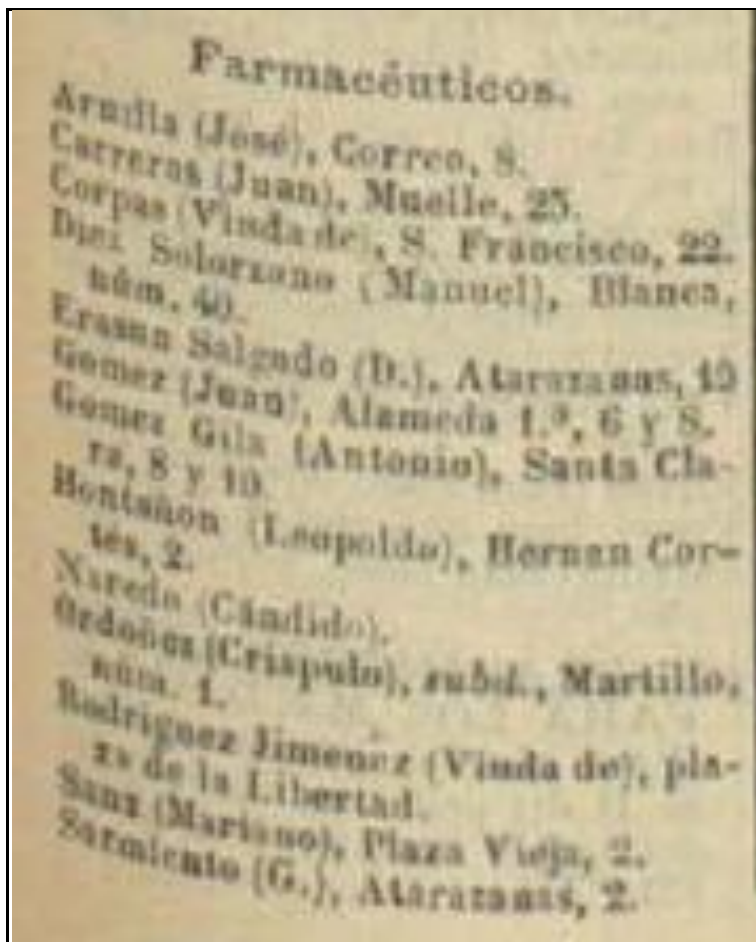 Farmacéuticos.
(José), Correo, 8.
Carreras (Juan), Muelle, 25.
Corpas (Viuda de), S. Francisco, 22.
Diez Solorzano (Manuel), Blanca,
núm. 40.
Erasun Salgado (D.), Atarazanas, 10
Gomez (Juan), Alameda 1.ª, 6 y 8.
Gomez Gila (Antonio), Santa Cla-
ra, 8 y 10.
Hontañon (Leopoldo), Hernan Cor-
tés, 2.
Naredo (Cándido).
Ordoñez (Crispulo), subd., Martillo,
núm. 1.
Rodriguez Jimenez (Viuda de), pla-
za de la Libertad.
Sanz (Mariano), Plaza Vieja, 2.
Sarmiento (G.), Atarazanas, 2.